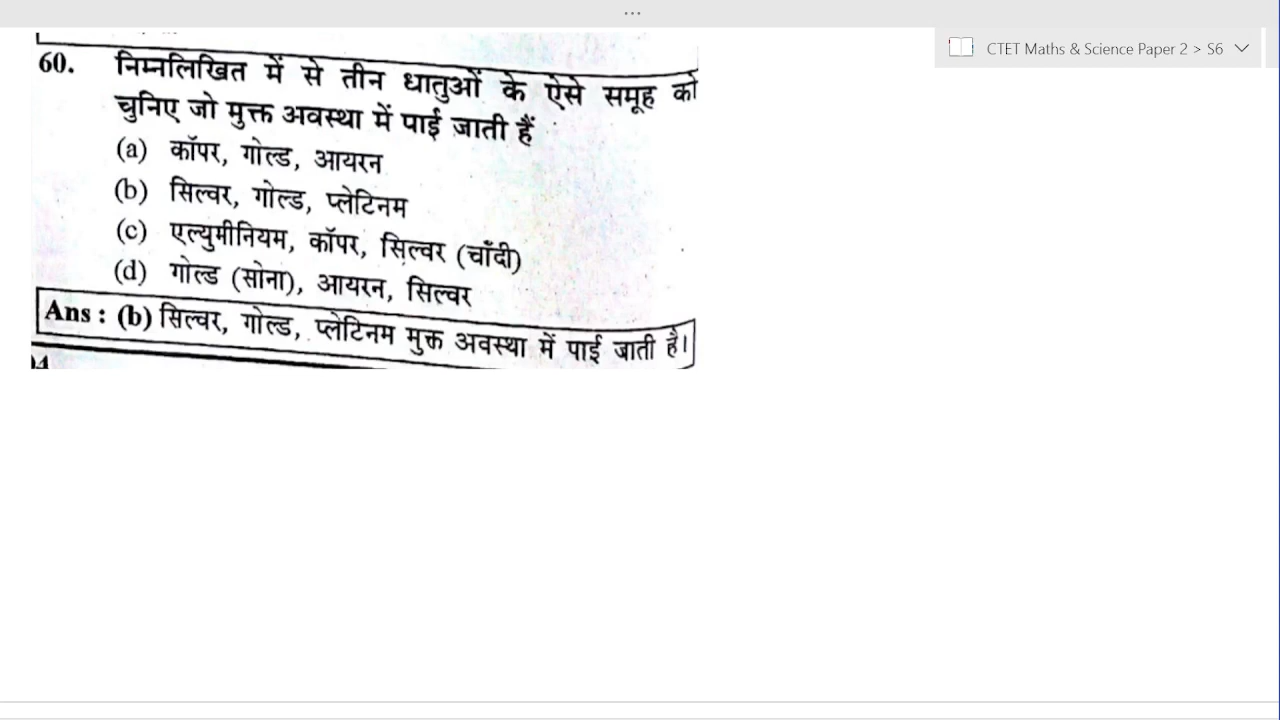 ...
CTET Maths & Science Paper 2 > S6
60. निम्नलिखित में से तीन धातुओं के ऐसे समूह को
चुनिए जो मुक्त अवस्था में पाई जाती हैं
(a) कॉपर, गोल्ड, आयरन
(b) सिल्वर, गोल्ड, प्लेटिनम
(c) एल्युमीनियम, कॉपर, सिल्वर (चाँदी)
(d) गोल्ड (सोना), आयरन, सिल्वर
Ans : (b) सिल्वर, गोल्ड, प्लेटिनम मुक्त अवस्था में पाई जाती है।